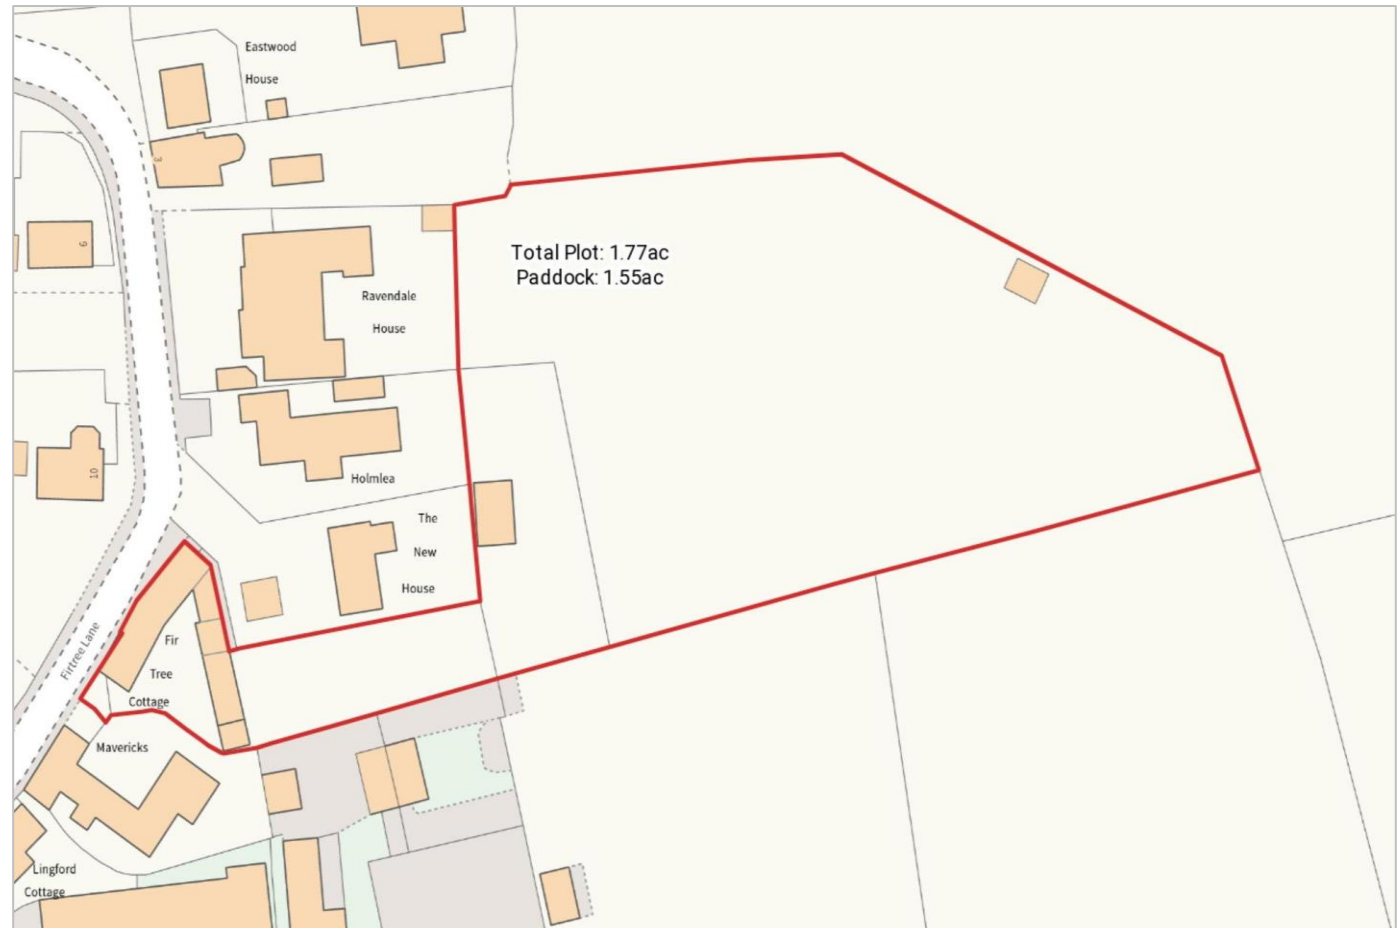 Eastwood
House
3
9
Total Plot: 1.77ac
Paddock: 1.55ac
Ravendale
House
10
Holmlea
The
New
House
Firtree Lane
Fir
Tree
Cottage
Mavericks
Lingford
Cottage